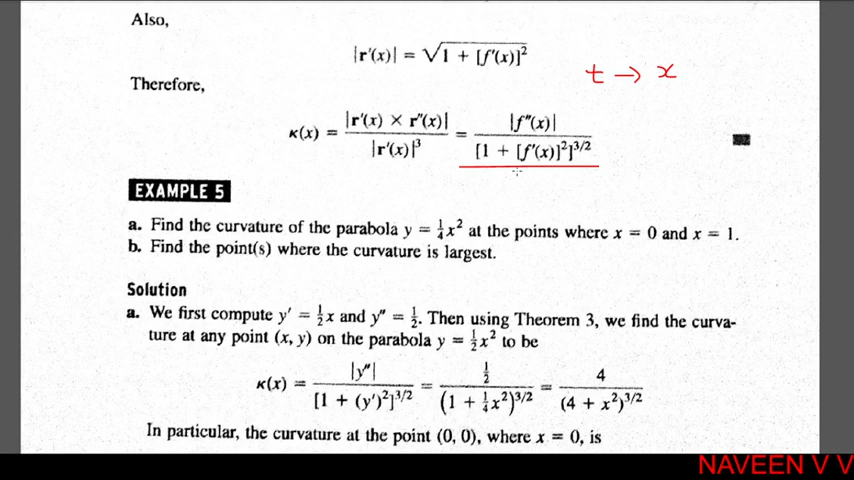 Also,
|r′(x)| = √1 + [f′(x)]²
t → x
Therefore,
κ(x) = |r′(x) × r″(x)| / |r′(x)|³ = |f″(x)| / [1 + [f′(x)]²]³/²
EXAMPLE 5
a. Find the curvature of the parabola y = ¼x² at the points where x = 0 and x = 1.
b. Find the point(s) where the curvature is largest.
Solution
a. We first compute y′ = ½x and y″ = ½. Then using Theorem 3, we find the curva-
ture at any point (x, y) on the parabola y = ½x² to be
κ(x) = |y″| / [1 + (y′)²]³/² = ½ / (1 + ¼x²)³/² = 4 / (4 + x²)³/²
In particular, the curvature at the point (0, 0), where x = 0, is
NAVEEN V V